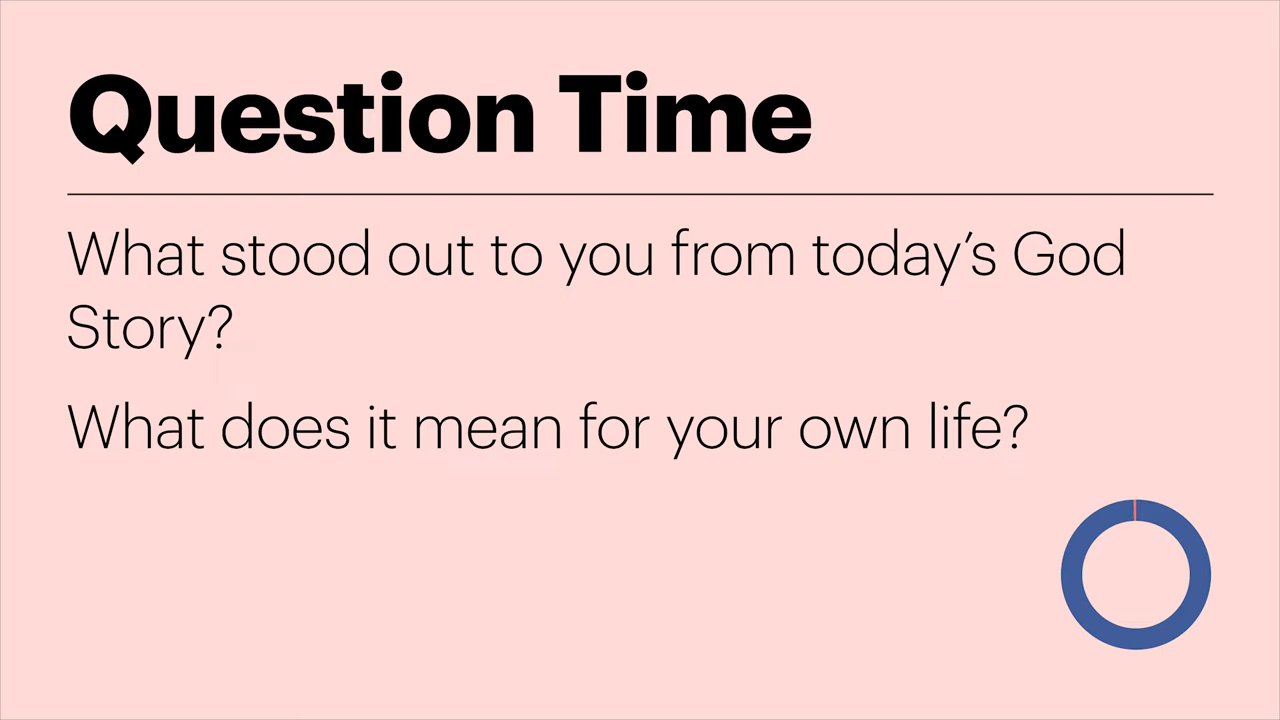 Question Time
What stood out to you from today’s God
Story?
What does it mean for your own life?